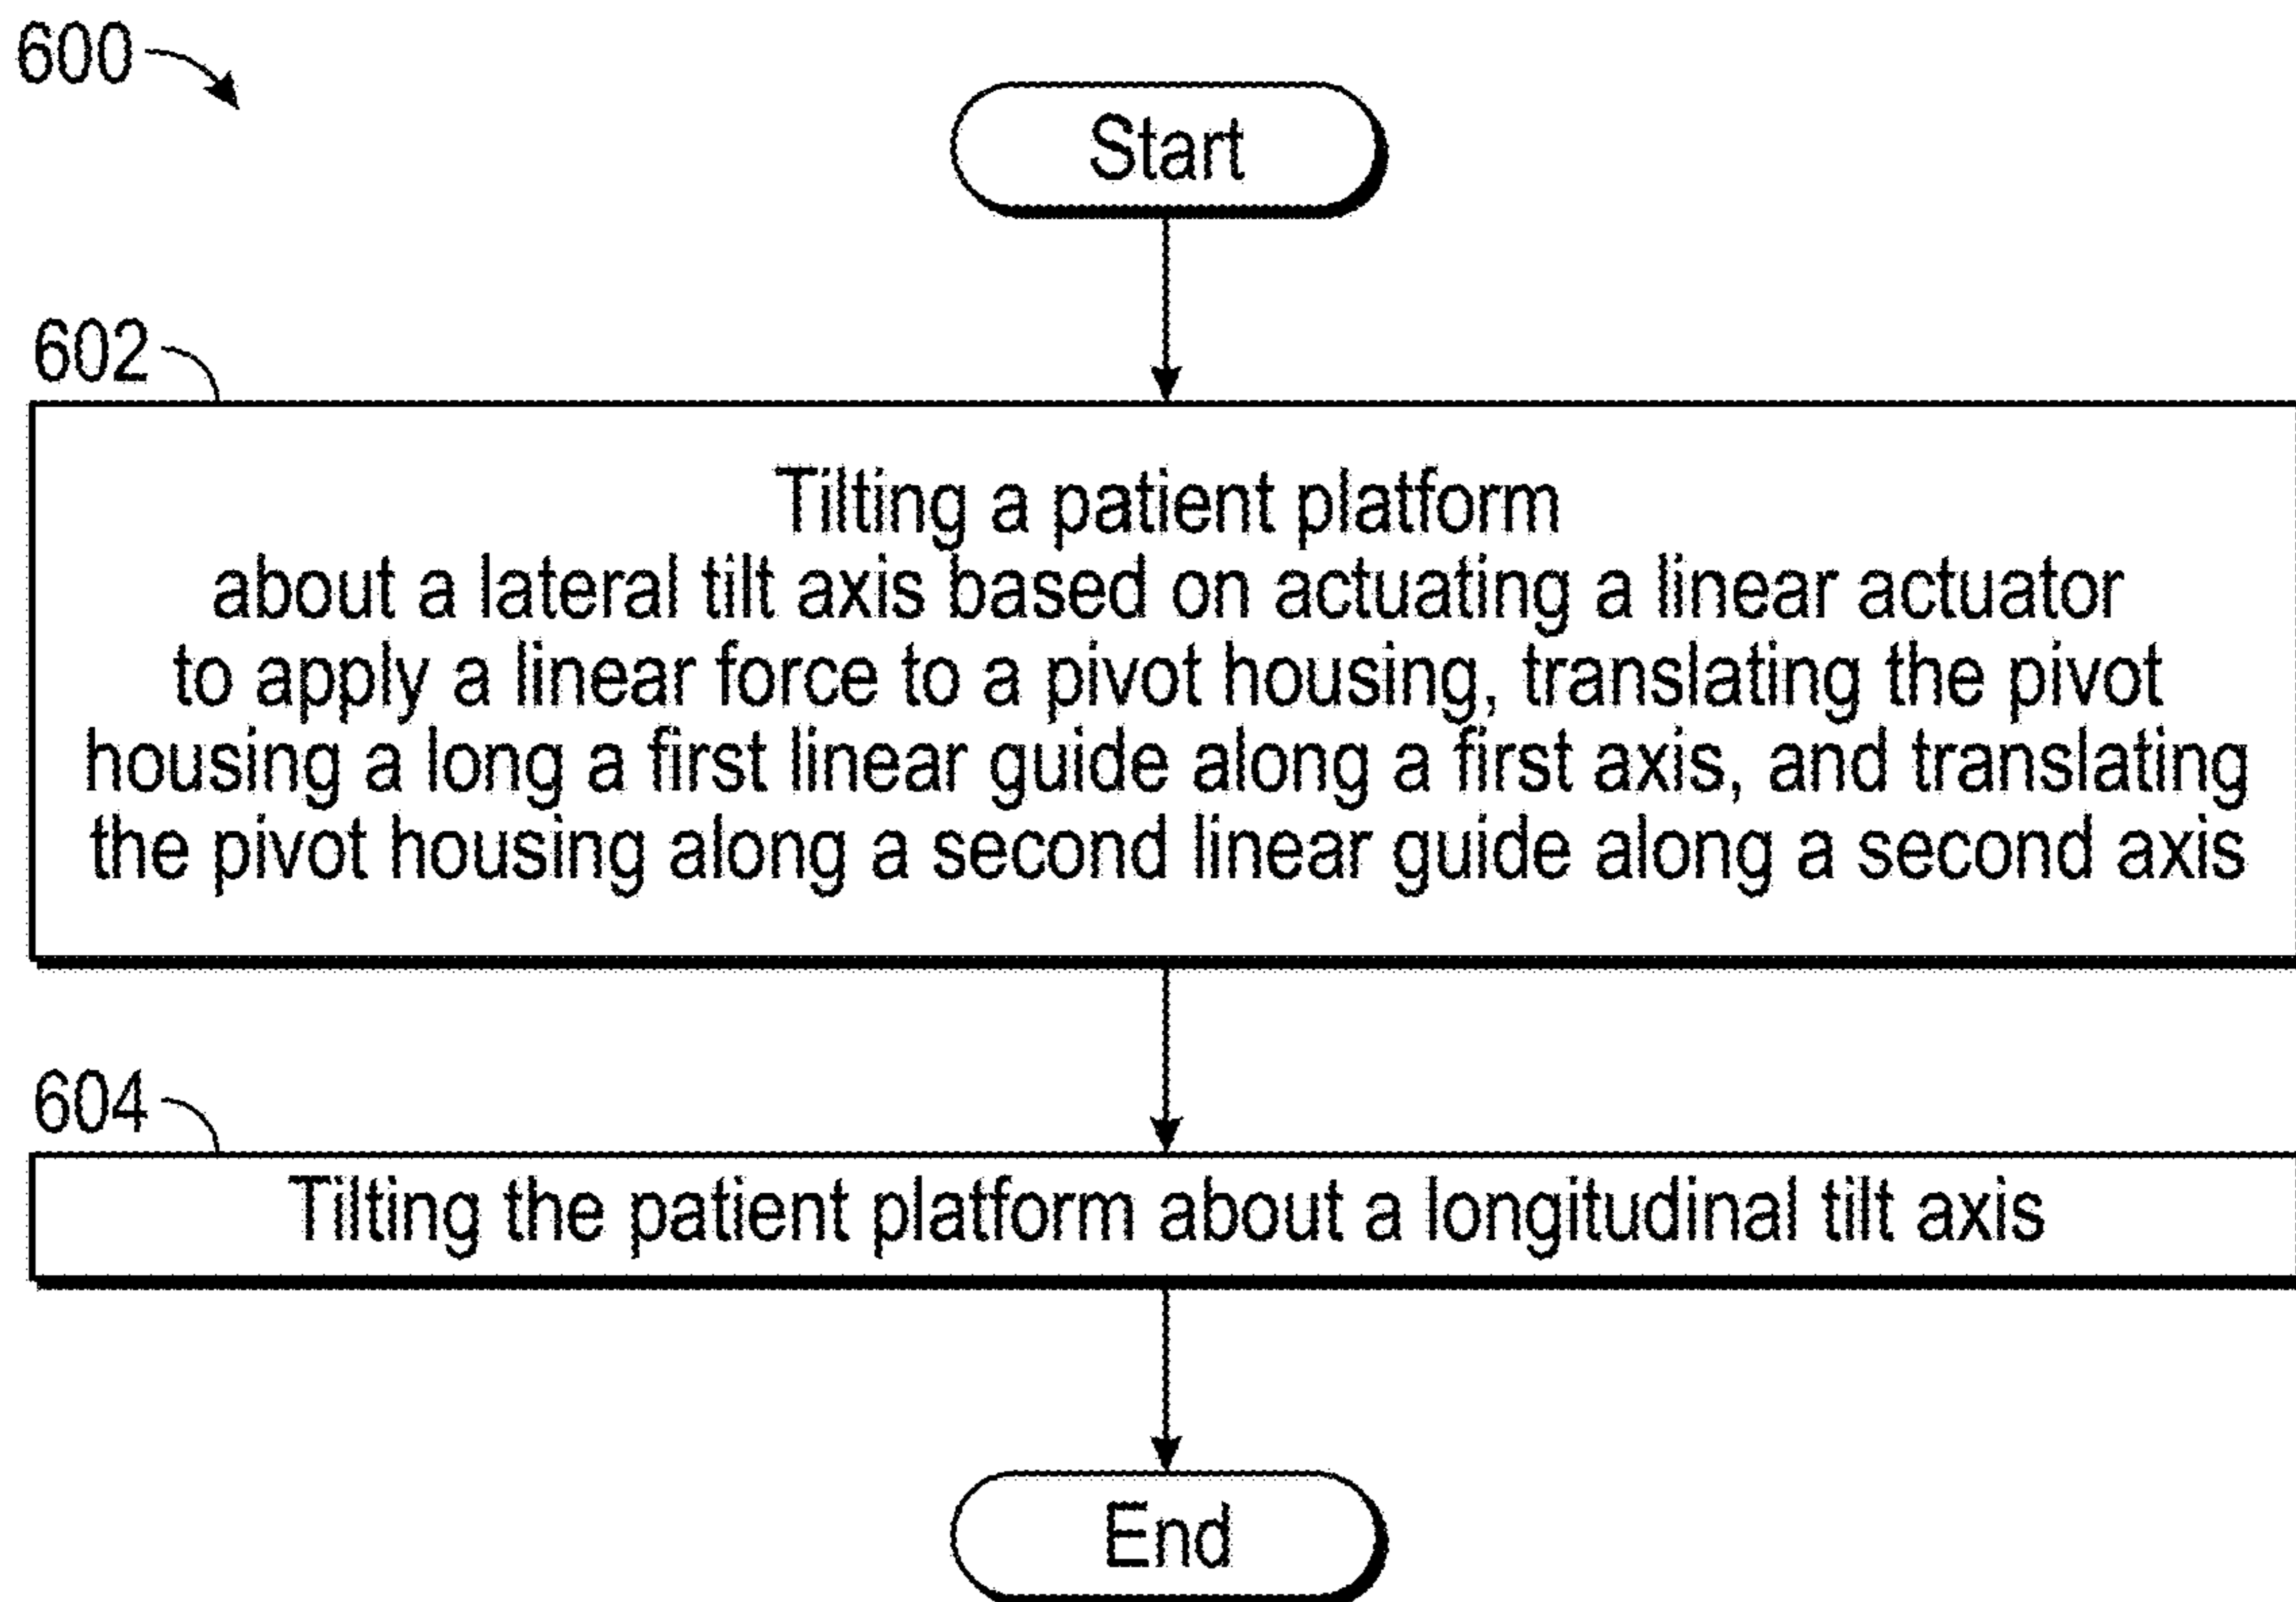 600
Start
602
Tilting a patient platform
about a lateral tilt axis based on actuating a linear actuator
to apply a linear force to a pivot housing, translating the pivot
housing a long a first linear guide along a first axis, and translating
the pivot housing along a second linear guide along a second axis
604
Tilting the patient platform about a longitudinal tilt axis
End